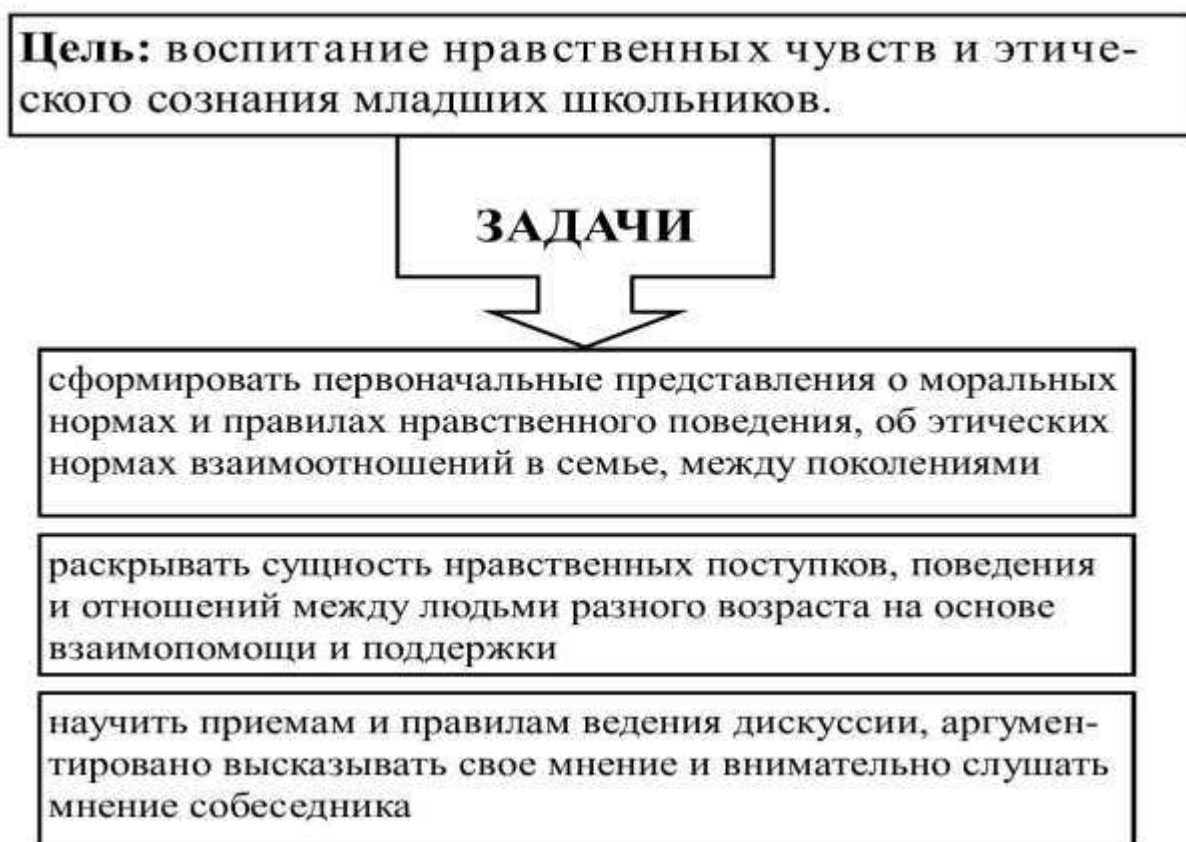 Цель: воспитание нравственных чувств и этиче-
ского сознания младших школьников.
ЗАДАЧИ
сформировать первоначальные представления о моральных
нормах и правилах нравственного поведения, об этических
нормах взаимоотношений в семье, между поколениями
раскрывать сущность нравственных поступков, поведения
и отношений между людьми разного возраста на основе
взаимопомощи и поддержки
научить приемам и правилам ведения дискуссии, аргумен-
тировано высказывать свое мнение и внимательно слушать
мнение собеседника